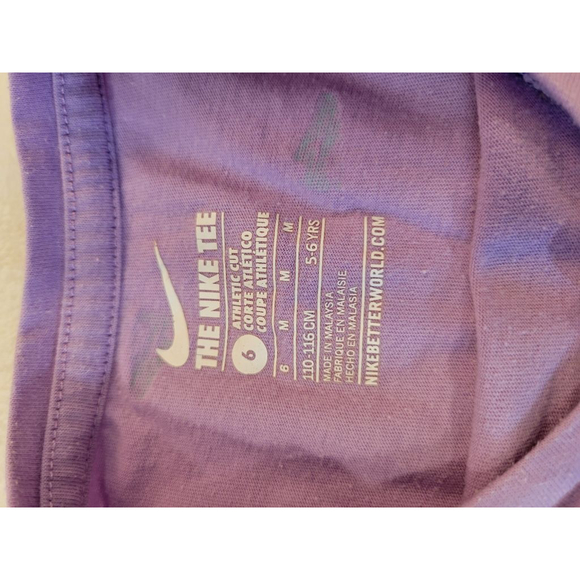 THE NIKE TEE
6
ATHLETIC CUT
CORTE ATLÉTICO
COUPE ATHLÉTIQUE
6 M M M
110-116 CM 5-6 YRS
MADE IN MALAYSIA
FABRIQUE EN MALAISIE
HECHO EN MALASIA
NIKEBETTERWORLD.COM